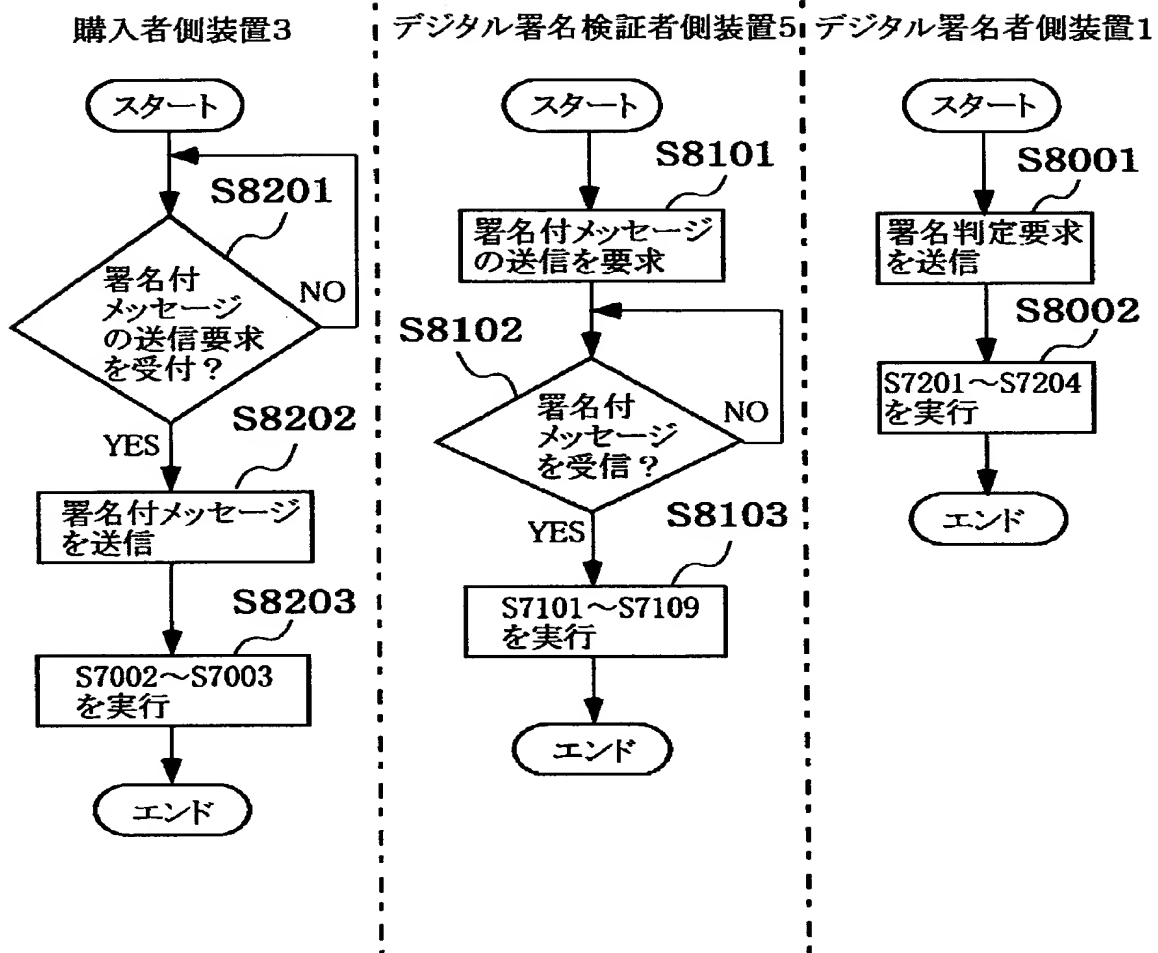 購入者側装置3
スタート
S8201
署名付
メッセージ
の送信要求
を受付？
NO
YES
S8202
署名付メッセージ
を送信
S8203
S7002～S7003
を実行
エンド
デジタル署名検証者側装置5
スタート
S8101
署名付メッセージ
の送信を要求
S8102
署名付
メッセージ
を受信？
NO
YES
S8103
S7101～S7109
を実行
エンド
デジタル署名者側装置1
スタート
S8001
署名判定要求
を送信
S8002
S7201～S7204
を実行
エンド